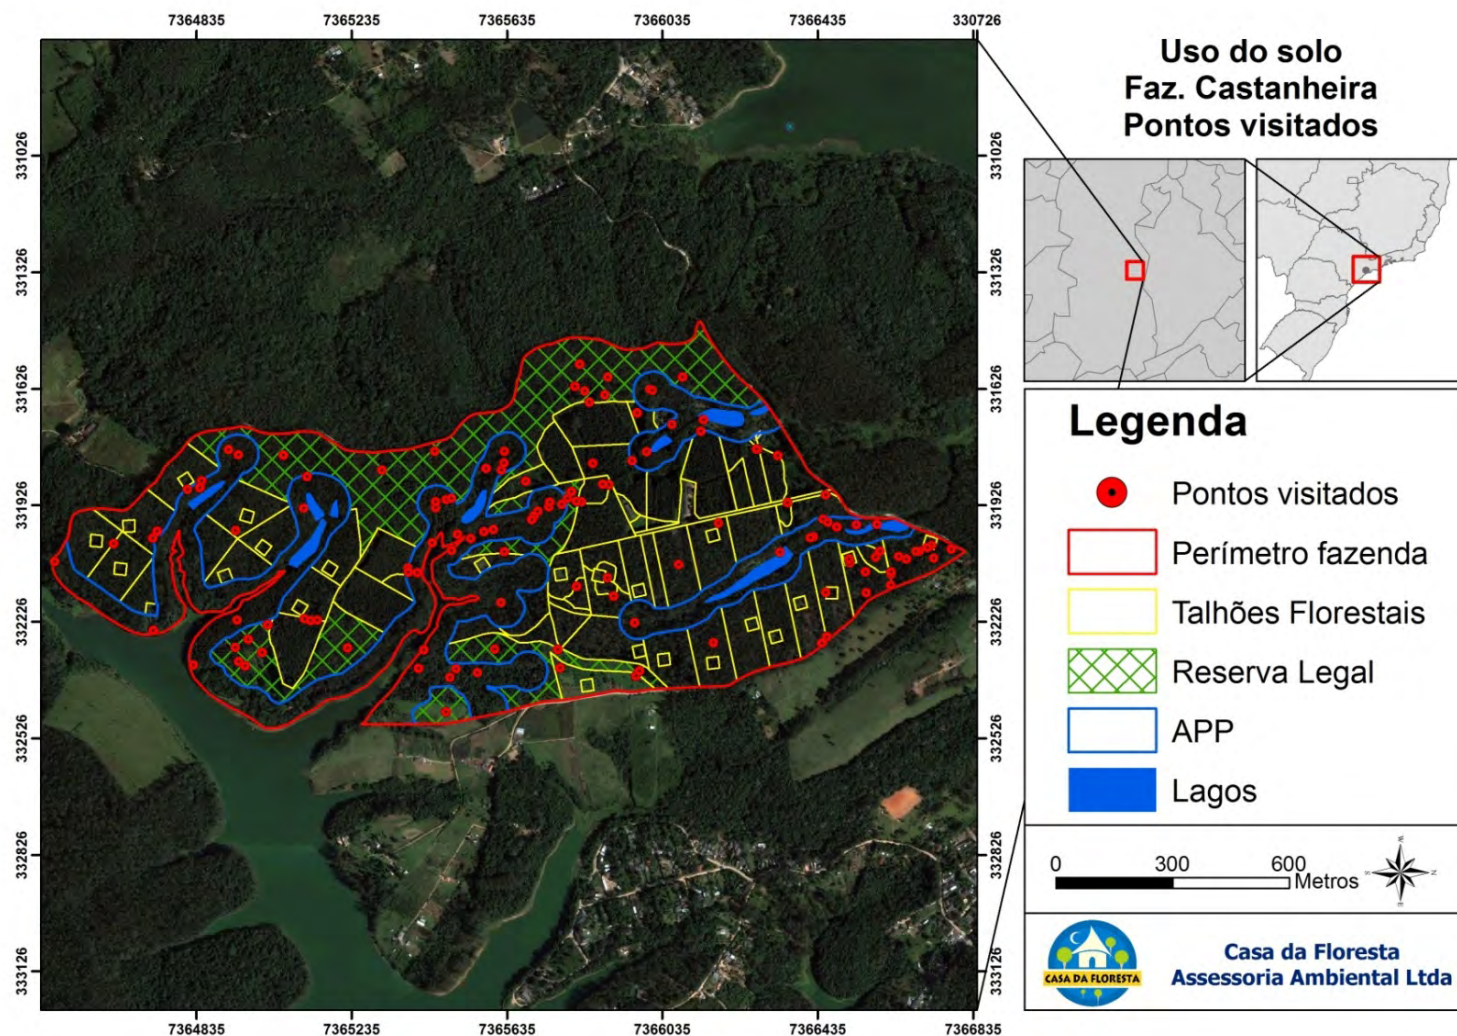 7364835 7365235 7365635 7366035 7366435 330726
331026
331326
331626
331926
332226
332526
332826
333126
331026
331326
331626
331926
332226
332526
332826
333126
7364835 7365235 7365635 7366035 7366435 7366835
Uso do solo
Faz. Castanheira
Pontos visitados
Legenda
Pontos visitados
Perímetro fazenda
Talhões Florestais
Reserva Legal
APP
Lagos
0 300 600
Metros
W
N
E
CASA DA FLORESTA
Casa da Floresta
Assessoria Ambiental Ltda